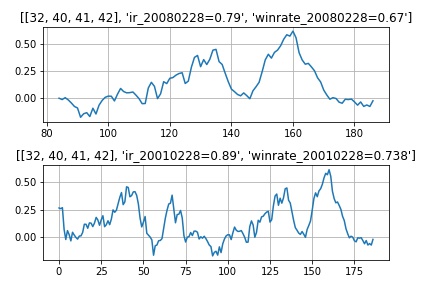 [[32, 40, 41, 42], 'ir_20080228=0.79', 'winrate_20080228=0.67']
0.50
0.25
0.00
80 100 120 140 160 180
[[32, 40, 41, 42], 'ir_20010228=0.89', 'winrate_20010228=0.738']
0.50
0.25
0.00
0 25 50 75 100 125 150 175